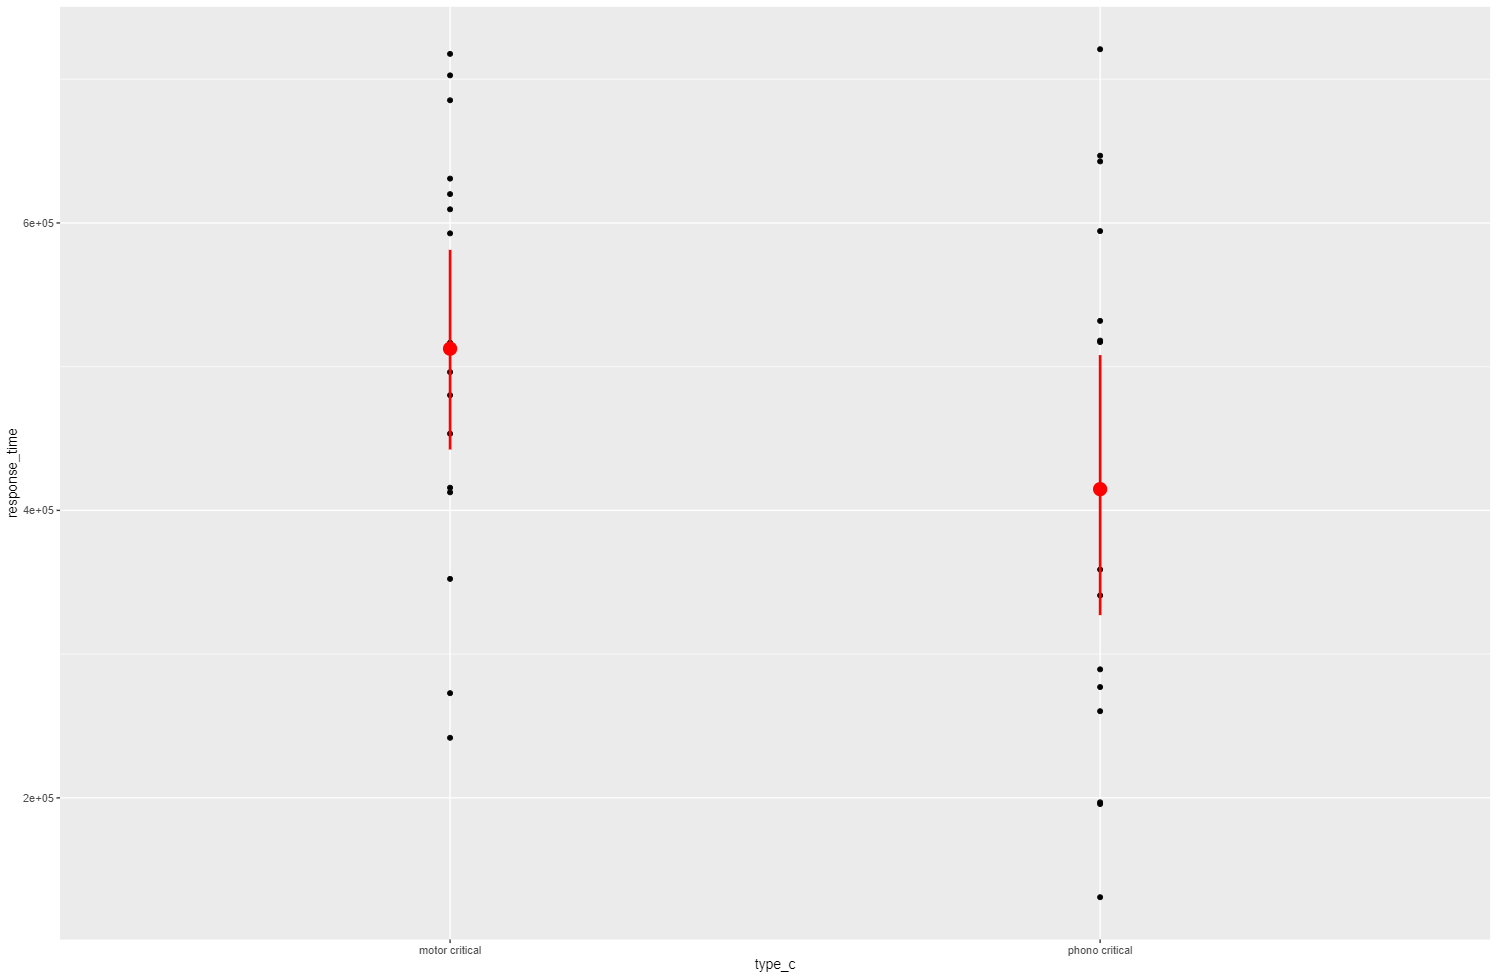 response_time
6e+05
4e+05
2e+05
motor critical
phono critical
type_c